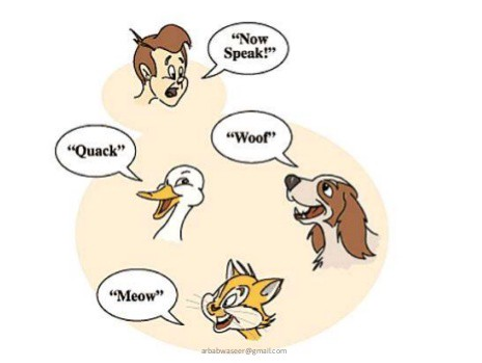 “Now
Speak!”
“Quack”
“Woof”
“Meow”
arbabwaseer@gmail.com